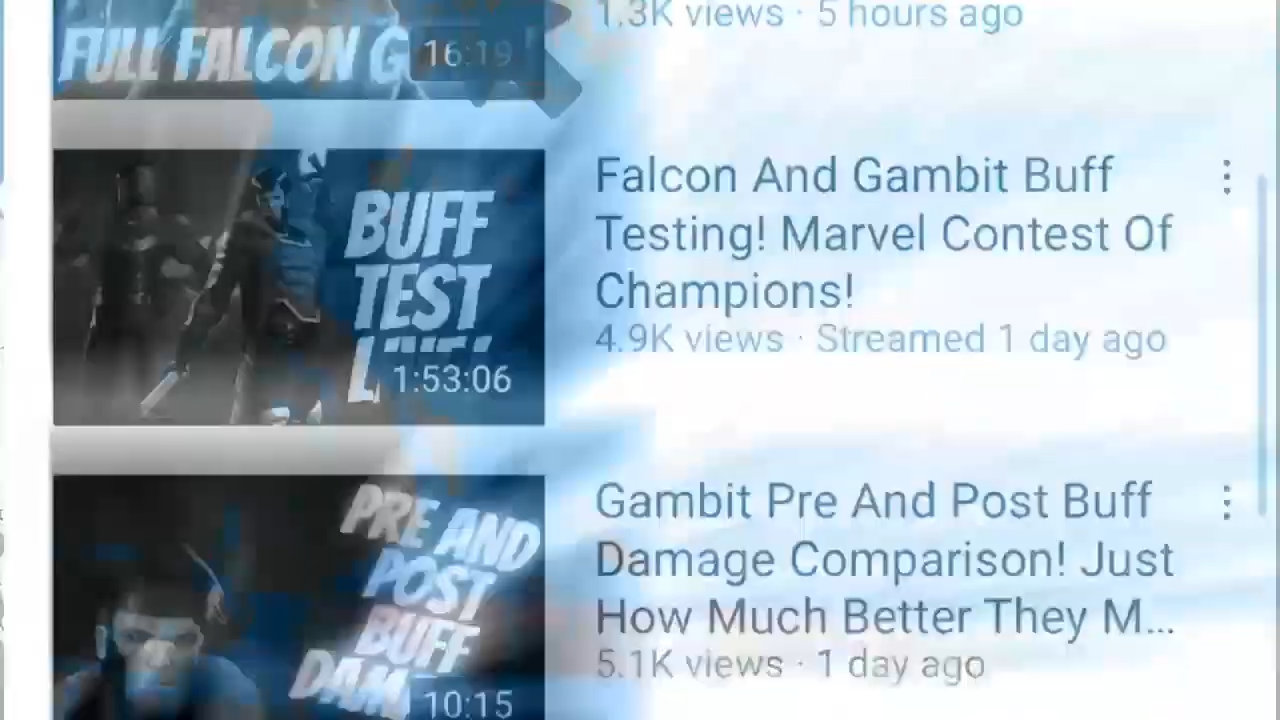 1.3K views · 5 hours ago
FULL FALCON G
16:19
BUFF
TEST
1:53:06
Falcon And Gambit Buff
Testing! Marvel Contest Of
Champions!
4.9K views · Streamed 1 day ago
PRE AND
POST
BUFF
10:15
Gambit Pre And Post Buff
Damage Comparison! Just
How Much Better They M...
5.1K views · 1 day ago